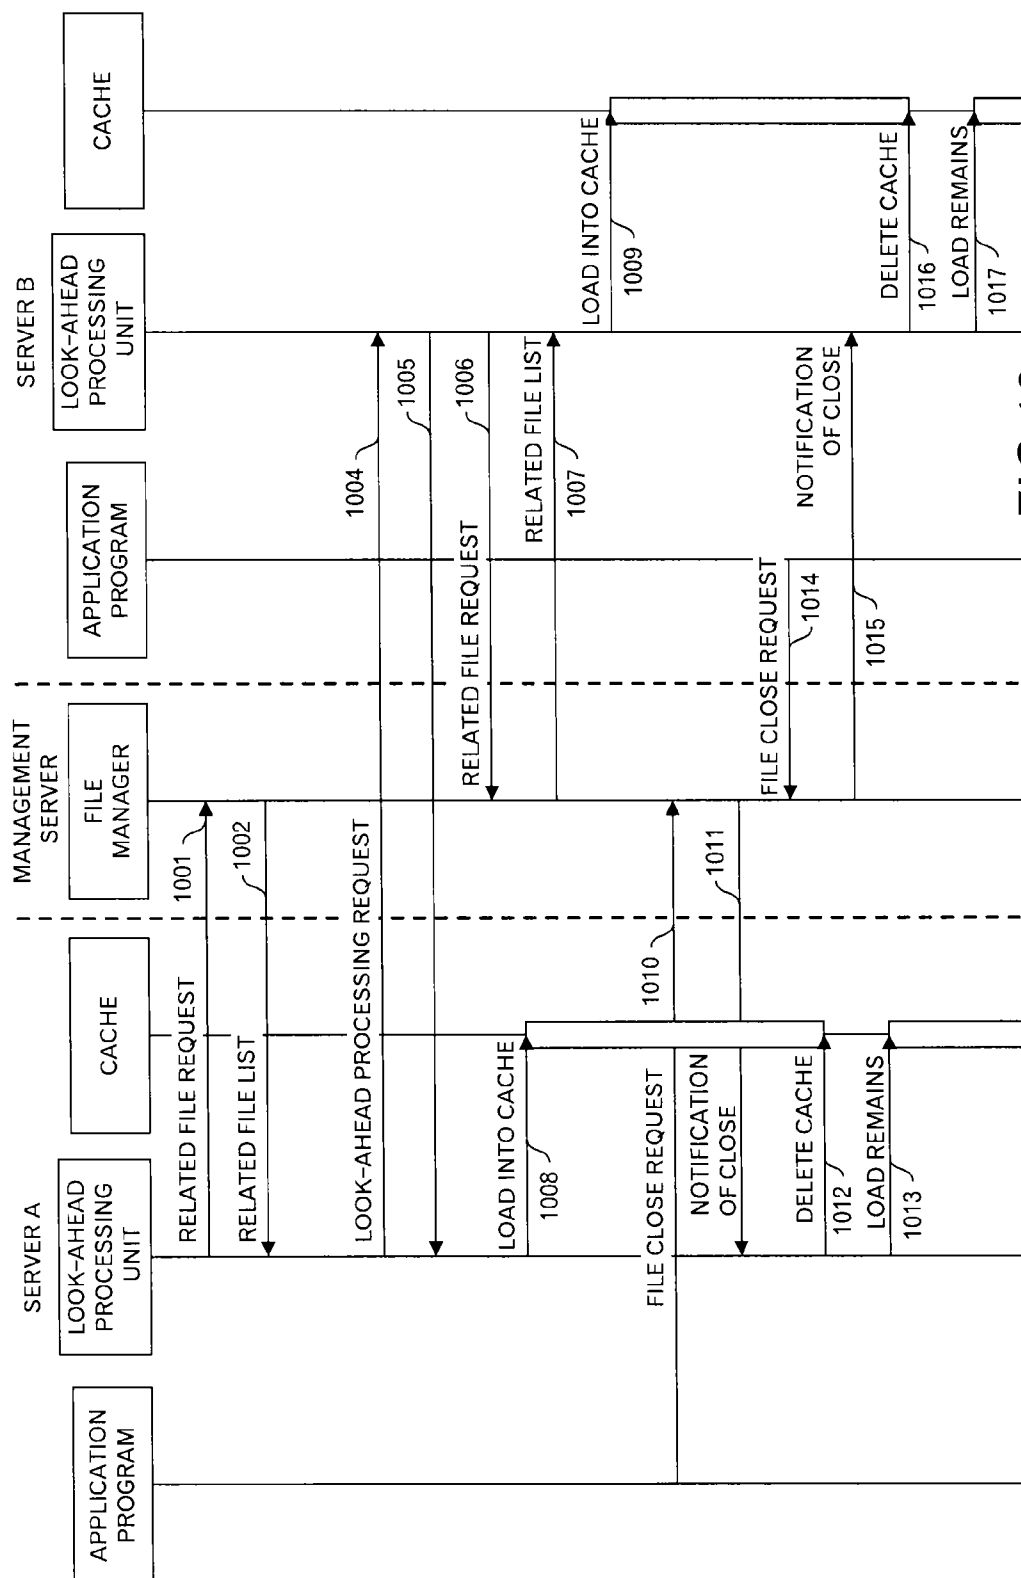 SERVER A
MANAGEMENT
SERVER
SERVER B
APPLICATION
PROGRAM
LOOK-AHEAD
PROCESSING
UNIT
CACHE
FILE
MANAGER
APPLICATION
PROGRAM
LOOK-AHEAD
PROCESSING
UNIT
CACHE
RELATED FILE REQUEST
1001
RELATED FILE LIST
1002
LOOK-AHEAD PROCESSING REQUEST
1004
1005
RELATED FILE REQUEST
1006
RELATED FILE LIST
1007
LOAD INTO CACHE
1008
LOAD INTO CACHE
1009
FILE CLOSE REQUEST
1010
NOTIFICATION
OF CLOSE
1011
FILE CLOSE REQUEST
1014
DELETE CACHE
1012
NOTIFICATION
OF CLOSE
1015
LOAD REMAINS
1013
DELETE CACHE
1016
LOAD REMAINS
1017